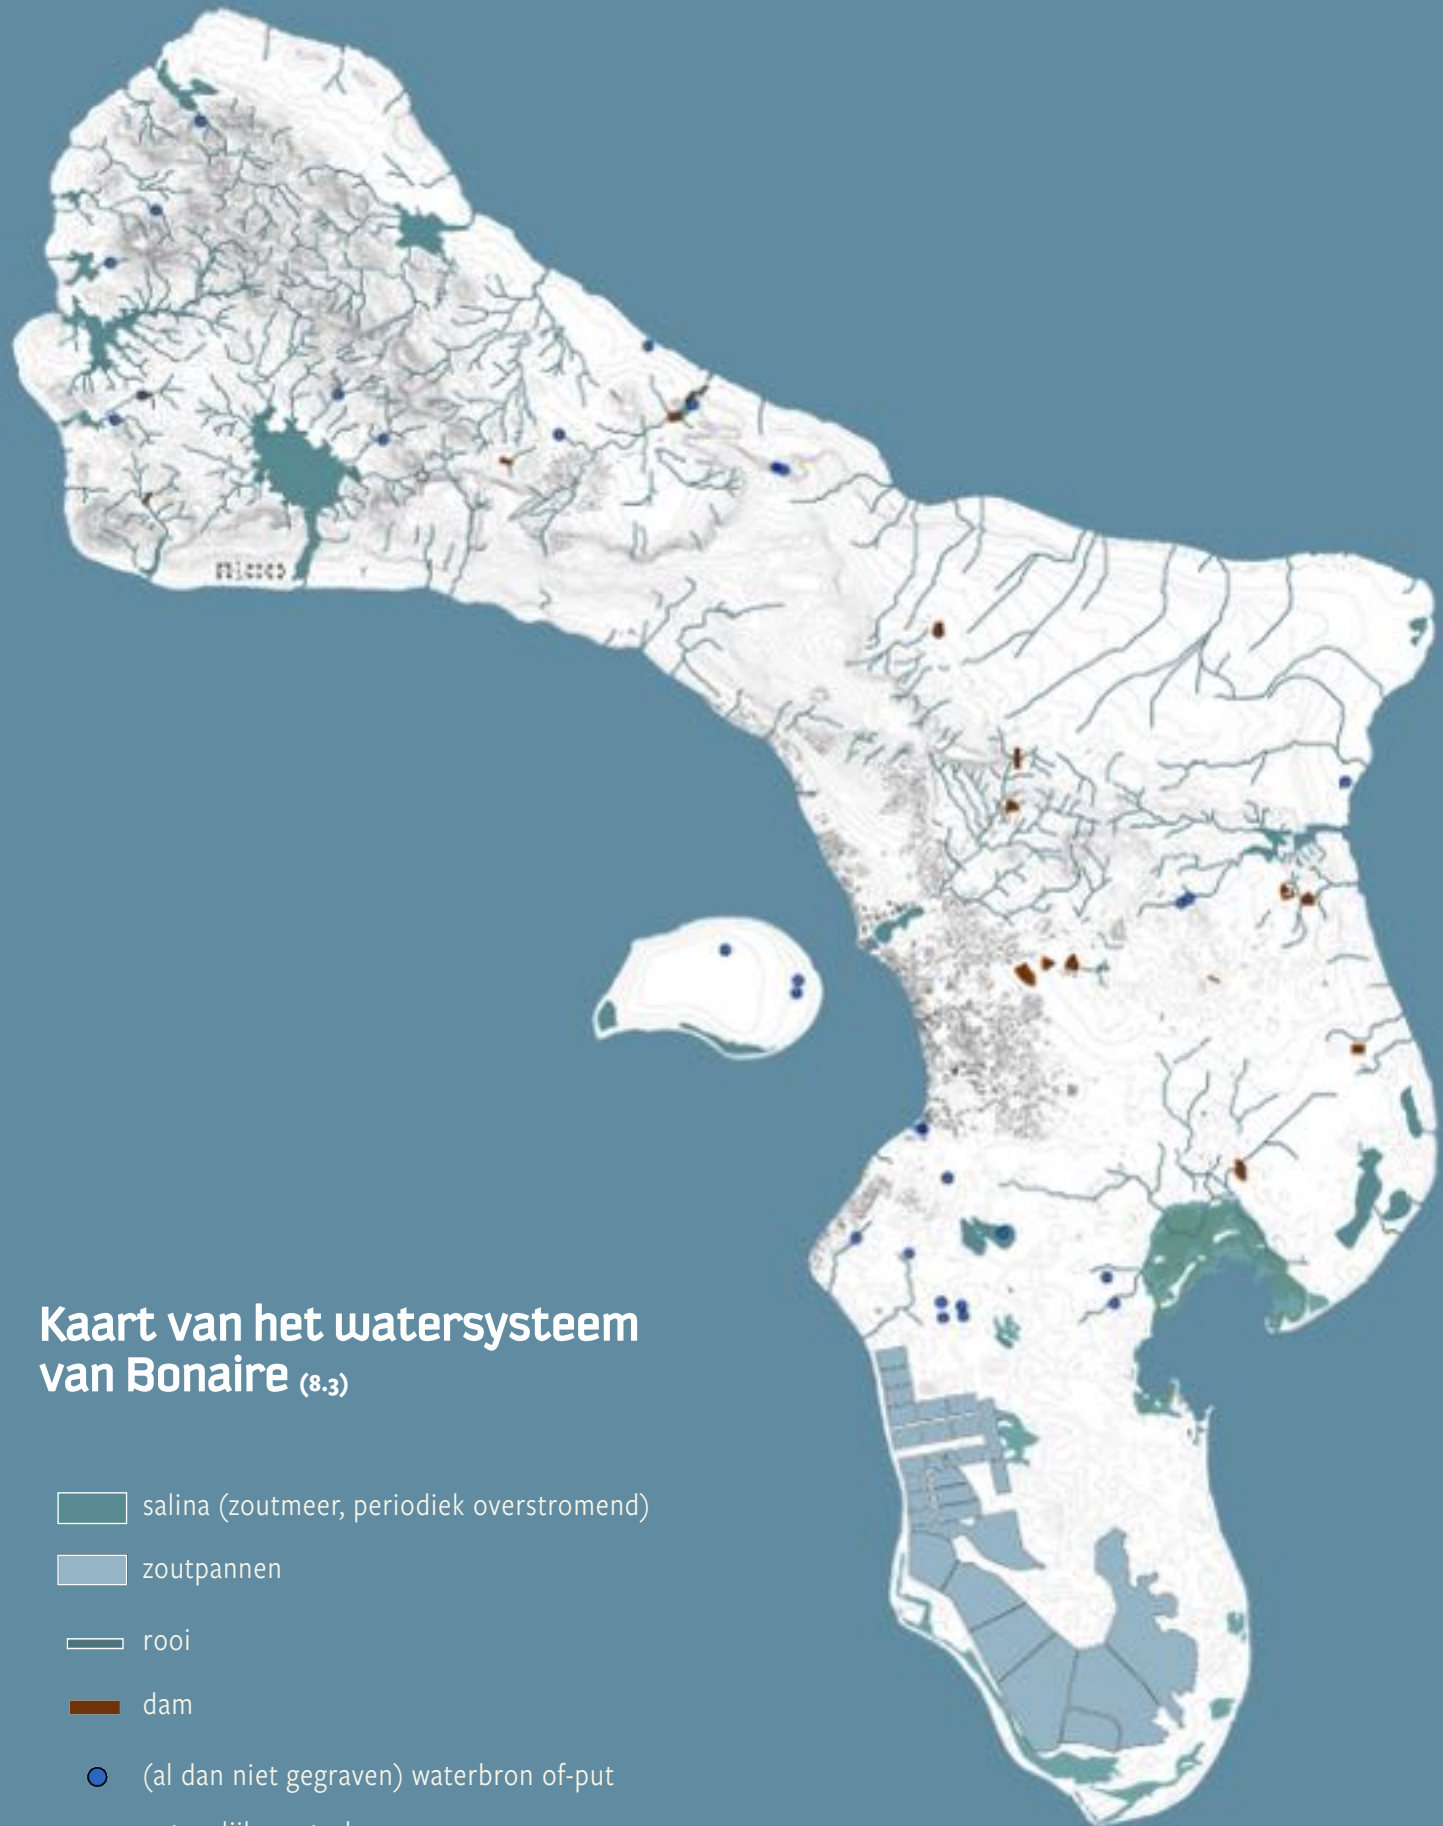 Kaart van het watersysteem
van Bonaire (8.3)
salina (zoutmeer, periodiek overstromend)
zoutpannen
rooi
dam
(al dan niet gegraven) waterbron of-put